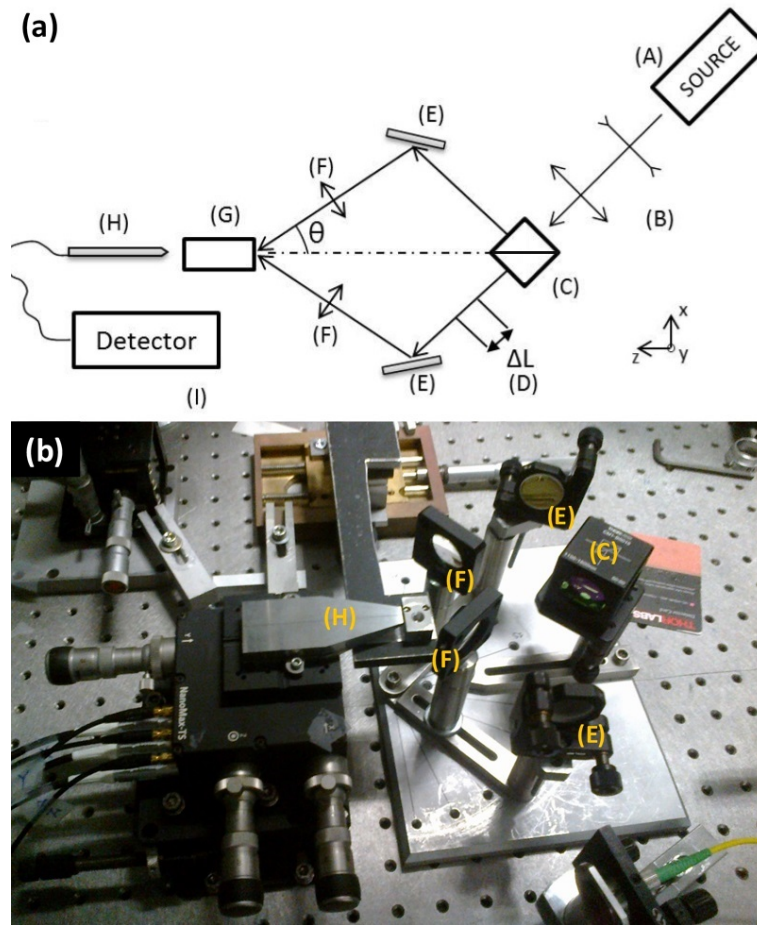 (a)
(A)
SOURCE
(E)
(B)
(F)
(H)
(G)
θ
(C)
(F)
Detector
x
z
y
(E)
ΔL
(D)
(I)
(b)
(E)
(C)
(F)
THORLABS
(H)
(F)
NanoMax-TS
(E)